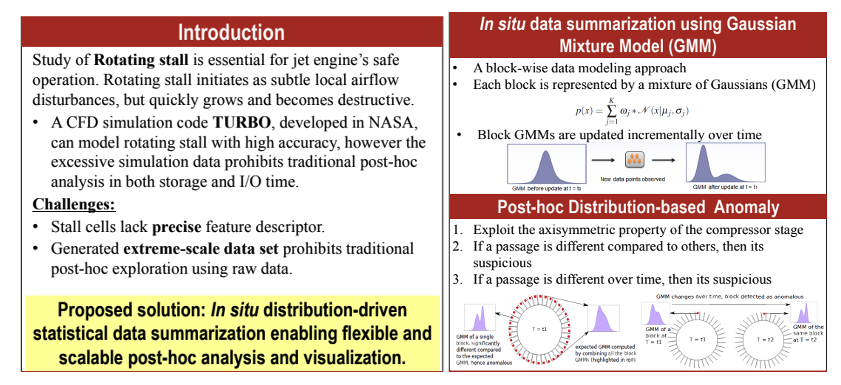 Introduction
Study of Rotating stall is essential for jet engine's safe
operation. Rotating stall initiates as subtle local airflow
disturbances, but quickly grows and becomes destructive.
• A CFD simulation code TURBO, developed in NASA,
can model rotating stall with high accuracy, however the
excessive simulation data prohibits traditional post-hoc
analysis in both storage and I/O time.
Challenges:
• Stall cells lack precise feature descriptor.
• Generated extreme-scale data set prohibits traditional
post-hoc exploration using raw data.
Proposed solution: In situ distribution-driven
statistical data summarization enabling flexible and
scalable post-hoc analysis and visualization.
In situ data summarization using Gaussian
Mixture Model (GMM)
• A block-wise data modeling approach
• Each block is represented by a mixture of Gaussians (GMM)
p(x) = ∑_{j=1}^{K} ω_j * 𝒩(x|μ_j, σ_j)
• Block GMMs are updated incrementally over time
GMM before update at t = t₀
New data points observed
GMM after update at t = t₁
Post-hoc Distribution-based Anomaly
1. Exploit the axisymmetric property of the compressor stage
2. If a passage is different compared to others, then its
suspicious
3. If a passage is different over time, then its suspicious
GMM of a single
block, significantly
different compared
to the expected
GMM, hence anomalous
T = t1
expected GMM computed
by combining all the block
GMMs (highlighted in red)
GMM changes over time, block detected as anomalous
GMM of a
block at
T = t1
T = t1
T = t2
GMM of the
same block
at T = t2